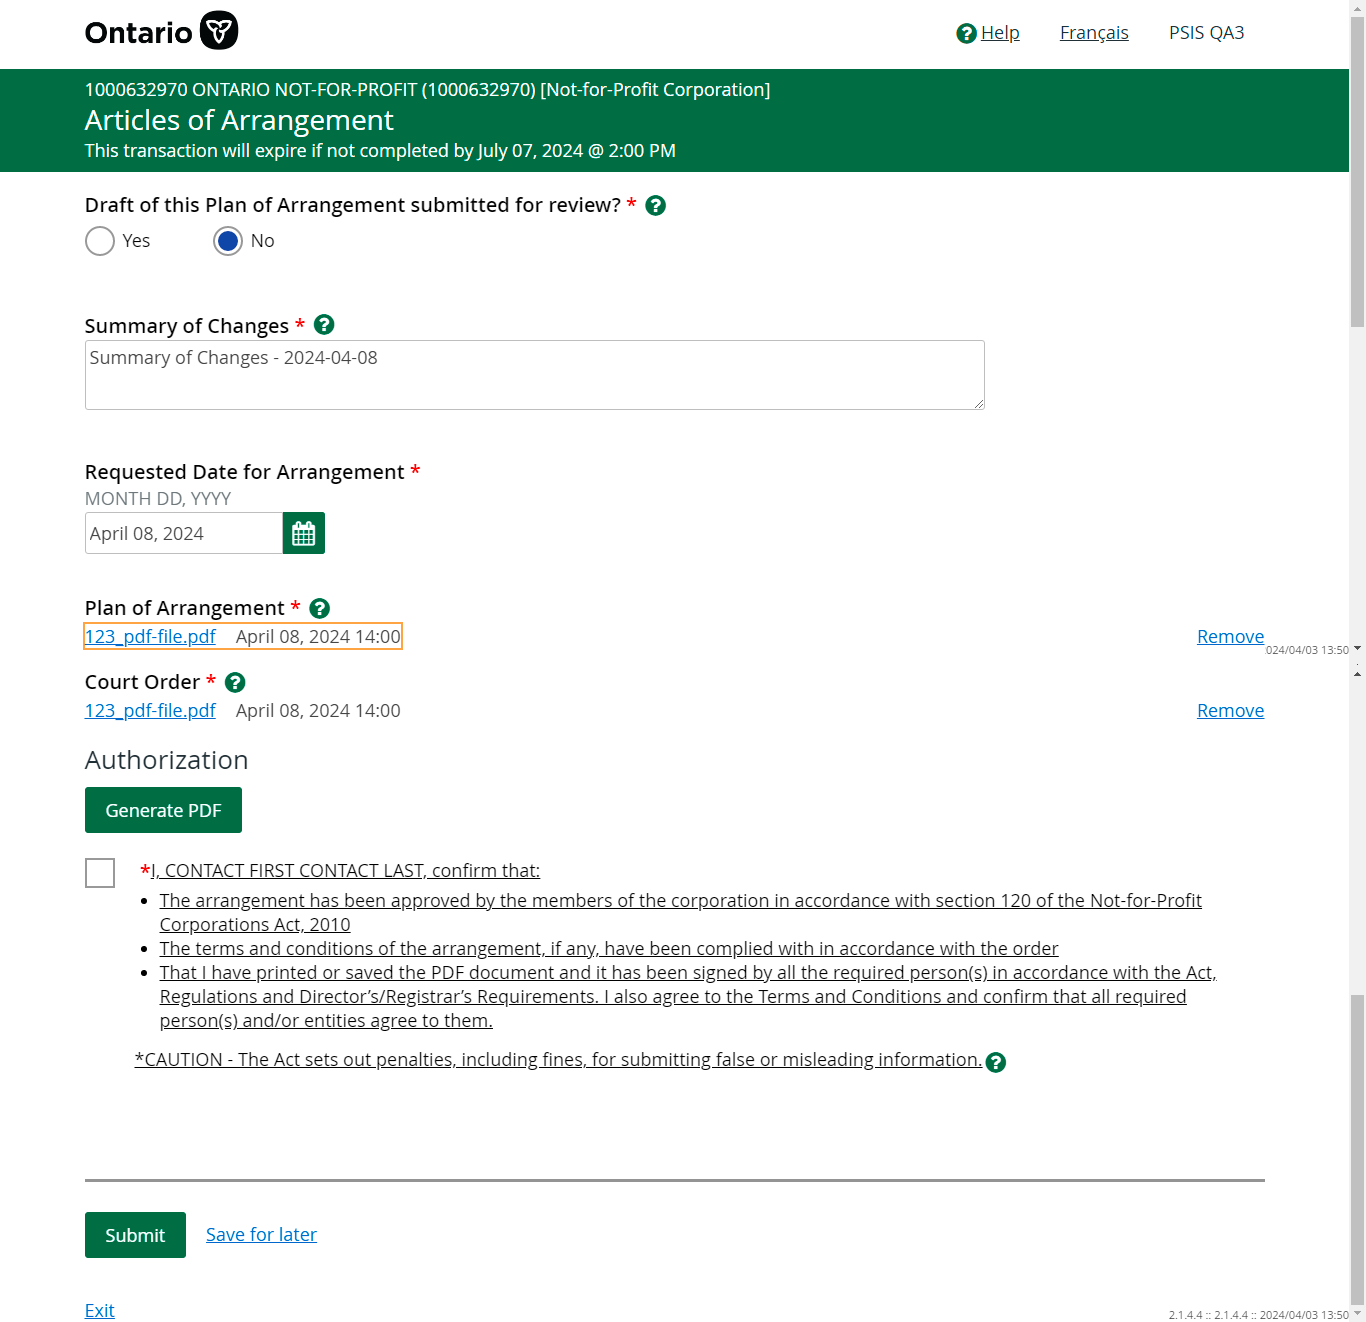 Ontario
Help Français PSIS QA3
1000632970 ONTARIO NOT-FOR-PROFIT (1000632970) [Not-for-Profit Corporation]
Articles of Arrangement
This transaction will expire if not completed by July 07, 2024 @ 2:00 PM
Draft of this Plan of Arrangement submitted for review? *
Yes No
Summary of Changes *
Summary of Changes - 2024-04-08
Requested Date for Arrangement *
MONTH DD, YYYY
April 08, 2024
Plan of Arrangement *
123_pdf-file.pdf April 08, 2024 14:00 Remove
024/04/03 13:50
Court Order *
123_pdf-file.pdf April 08, 2024 14:00 Remove
Authorization
Generate PDF
*I, CONTACT FIRST CONTACT LAST, confirm that:
• The arrangement has been approved by the members of the corporation in accordance with section 120 of the Not-for-Profit
Corporations Act, 2010
• The terms and conditions of the arrangement, if any, have been complied with in accordance with the order
• That I have printed or saved the PDF document and it has been signed by all the required person(s) in accordance with the Act,
Regulations and Director’s/Registrar’s Requirements. I also agree to the Terms and Conditions and confirm that all required
person(s) and/or entities agree to them.
*CAUTION - The Act sets out penalties, including fines, for submitting false or misleading information.
Submit Save for later
Exit
2.1.4.4 :: 2.1.4.4 :: 2024/04/03 13:50